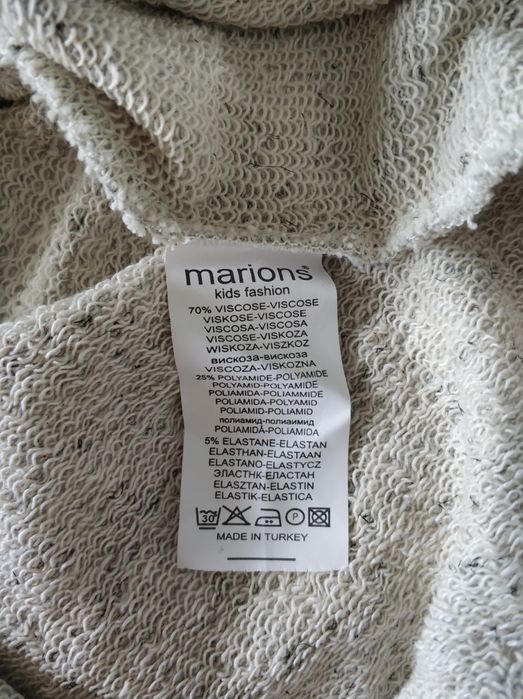 marions
kids fashion
70% VISCOSE-VISCOSE
VISKOSE-VISCOSE
VISCOSA-VISCOSA
VISCOSE-VISKOZA
WISKOZA-VISZKOZ
вискоза-вискоза
VISCOZA-VISKOZNA
25% POLYAMIDE-POLYAMIDE
POLYAMID-POLYAMIDE
POLIAMIDA-POLIAMMIDE
POLIAMIDA-POLYAMID
POLIAMID-POLIAMID
полиамид-полиаимид
POLIAMIDĂ-POLIAMIDA
5% ELASTANE-ELASTAN
ELASTHAN-ELASTAAN
ELASTANO-ELASTYCZ
ЭЛАСТНК-ЕЛАСТАН
ELASZTAN-ELASTIN
ELASTIK-ELASTICA
30 P
MADE IN TURKEY